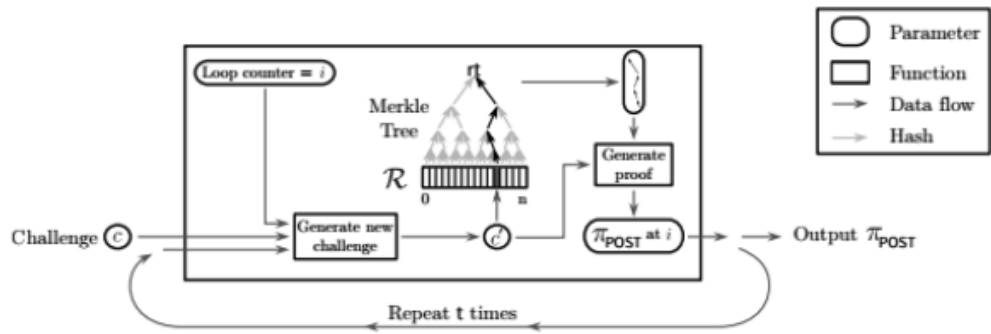 Loop counter = i
rt
Merkle
Tree
R
0
n
Generate
proof
Challenge c
Generate new
challenge
c′
π_POST at i
Output π_POST
Repeat t times
Parameter
Function
Data flow
Hash